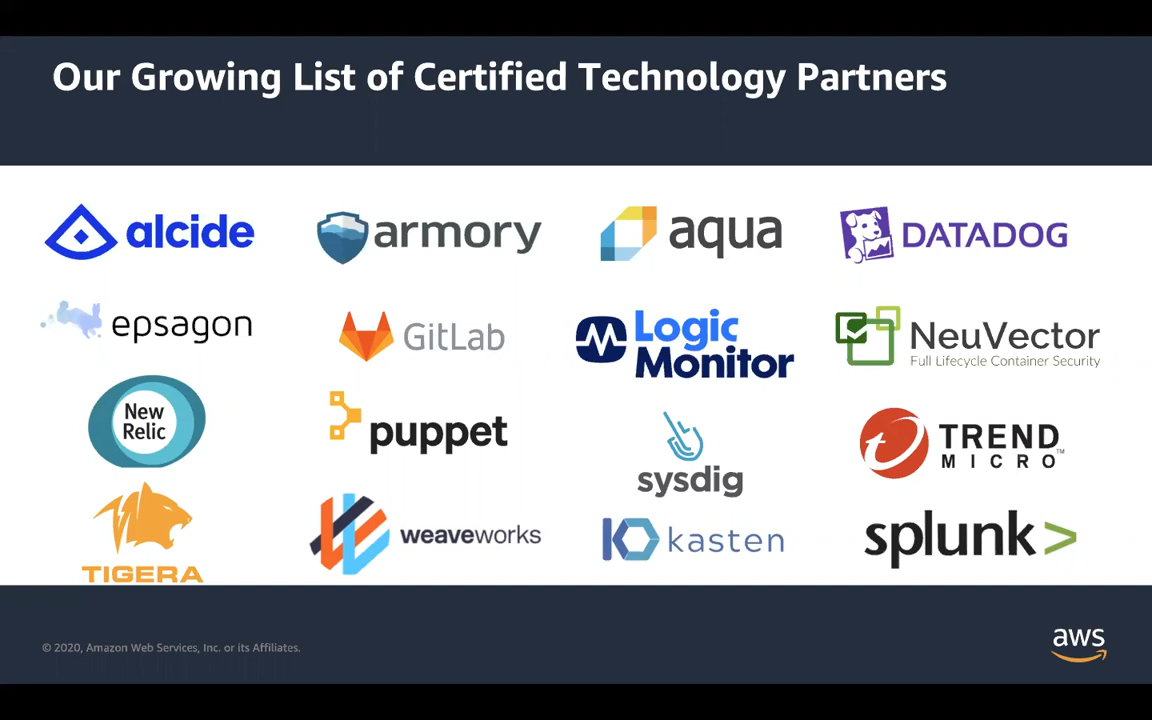 Our Growing List of Certified Technology Partners
alcide
armory
aqua
DATADOG
epsagon
GitLab
Logic
Monitor
NeuVector
Full Lifecycle Container Security
New
Relic
puppet
sysdig
TREND
MICRO™
TIGERA
weaveworks
kasten
splunk>
© 2020, Amazon Web Services, Inc. or its Affiliates.
aws